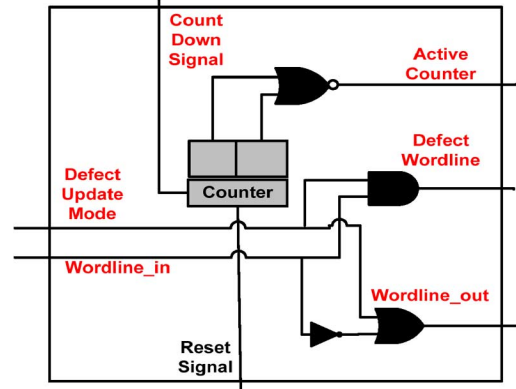 Count
Down
Signal
Active
Counter
Defect
Wordline
Counter
Defect
Update
Mode
Wordline_in
Wordline_out
Reset
Signal